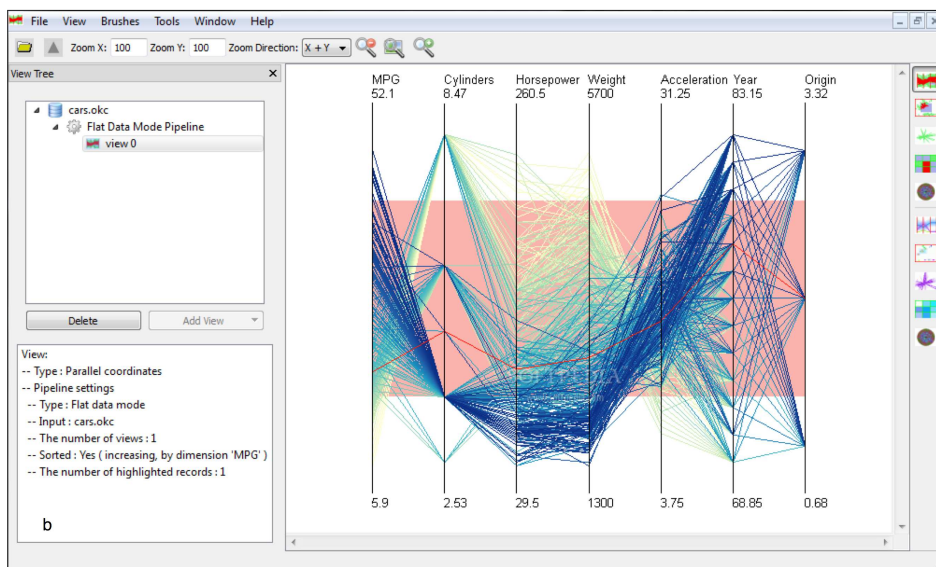 File View Brushes Tools Window Help
Zoom X: 100 Zoom Y: 100 Zoom Direction: X + Y
View Tree
cars.okc
Flat Data Mode Pipeline
view 0
Delete Add View
View:
-- Type : Parallel coordinates
-- Pipeline settings
-- Type : Flat data mode
-- Input : cars.okc
-- The number of views : 1
-- Sorted : Yes ( increasing, by dimension 'MPG' )
-- The number of highlighted records : 1
b
MPG Cylinders Horsepower Weight Acceleration Year Origin
52.1 8.47 260.5 5700 31.25 83.15 3.32
5.9 2.53 29.5 1300 3.75 68.85 0.68